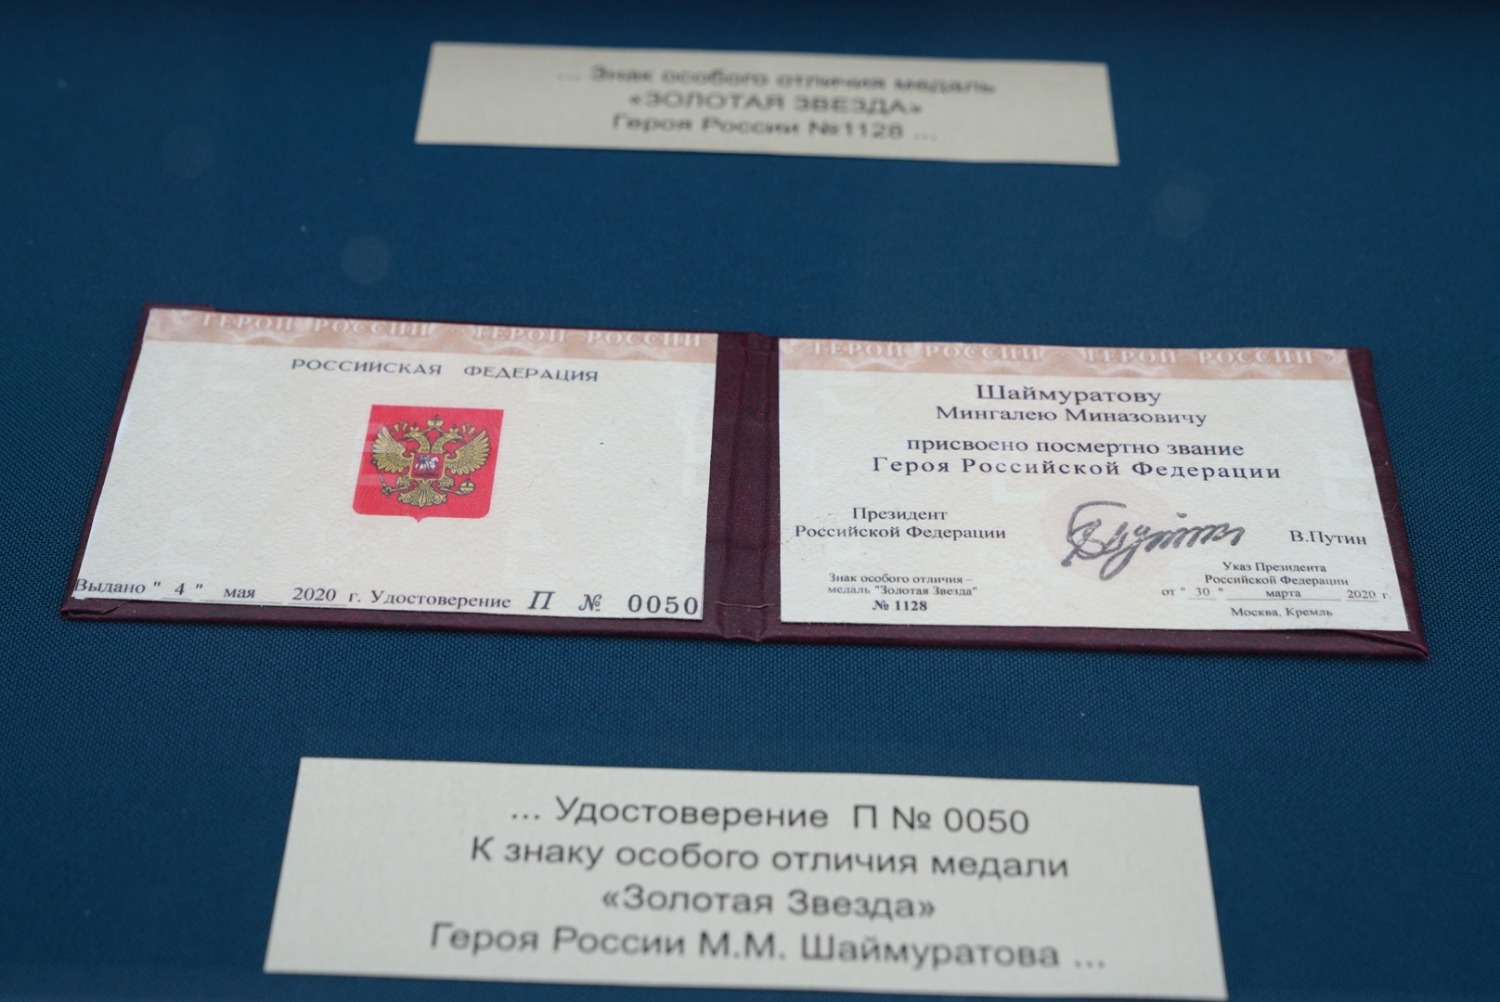 ... Знак особого отличия медаль
«ЗОЛОТАЯ ЗВЕЗДА»
Героя России №1128 ...
ГЕРОЙ РОССИИ ГЕРОЙ РОССИИ
РОССИЙСКАЯ ФЕДЕРАЦИЯ
Выдано " 4 " мая 2020 г. Удостоверение П № 0050
ГЕРОЙ РОССИИ ГЕРОЙ РОССИИ
Шаймуратову
Мингалею Миназовичу
присвоено посмертно звание
Героя Российской Федерации
Президент
Российской Федерации
В.Путин
Знак особого отличия –
медаль "Золотая Звезда"
№ 1128
Указ Президента
Российской Федерации
от " 30 " марта 2020 г.
Москва, Кремль
... Удостоверение П № 0050
К знаку особого отличия медали
«Золотая Звезда»
Героя России М.М. Шаймуратова ...